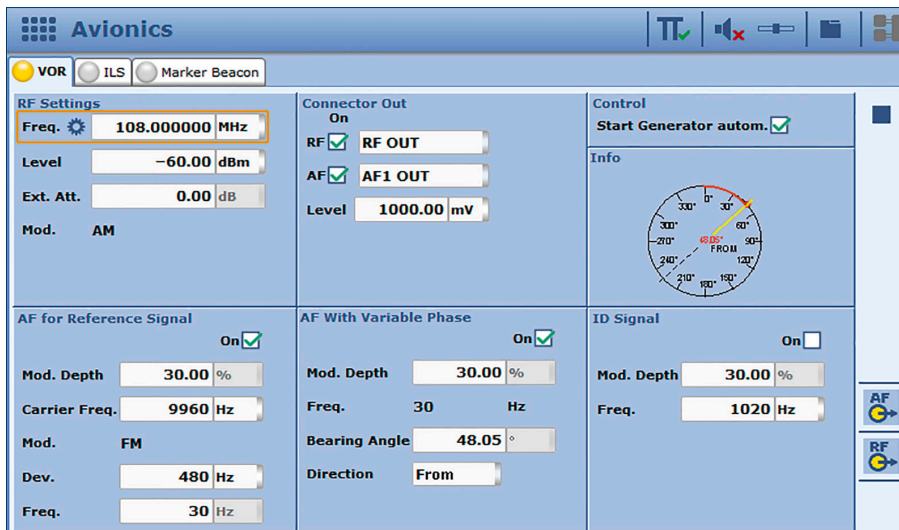 Avionics
VOR
ILS
Marker Beacon
RF Settings
Freq. 108.000000 MHz
Level −60.00 dBm
Ext. Att. 0.00 dB
Mod. AM
Connector Out
On
RF RF OUT
AF AF1 OUT
Level 1000.00 mV
Control
Start Generator autom.
Info
0°
30°
60°
90°
120°
150°
180°
210°
240°
270°
300°
330°
48.05°
FROM
AF for Reference Signal
On
Mod. Depth 30.00 %
Carrier Freq. 9960 Hz
Mod. FM
Dev. 480 Hz
Freq. 30 Hz
AF With Variable Phase
On
Mod. Depth 30.00 %
Freq. 30 Hz
Bearing Angle 48.05 °
Direction From
ID Signal
On
Mod. Depth 30.00 %
Freq. 1020 Hz
AF
RF